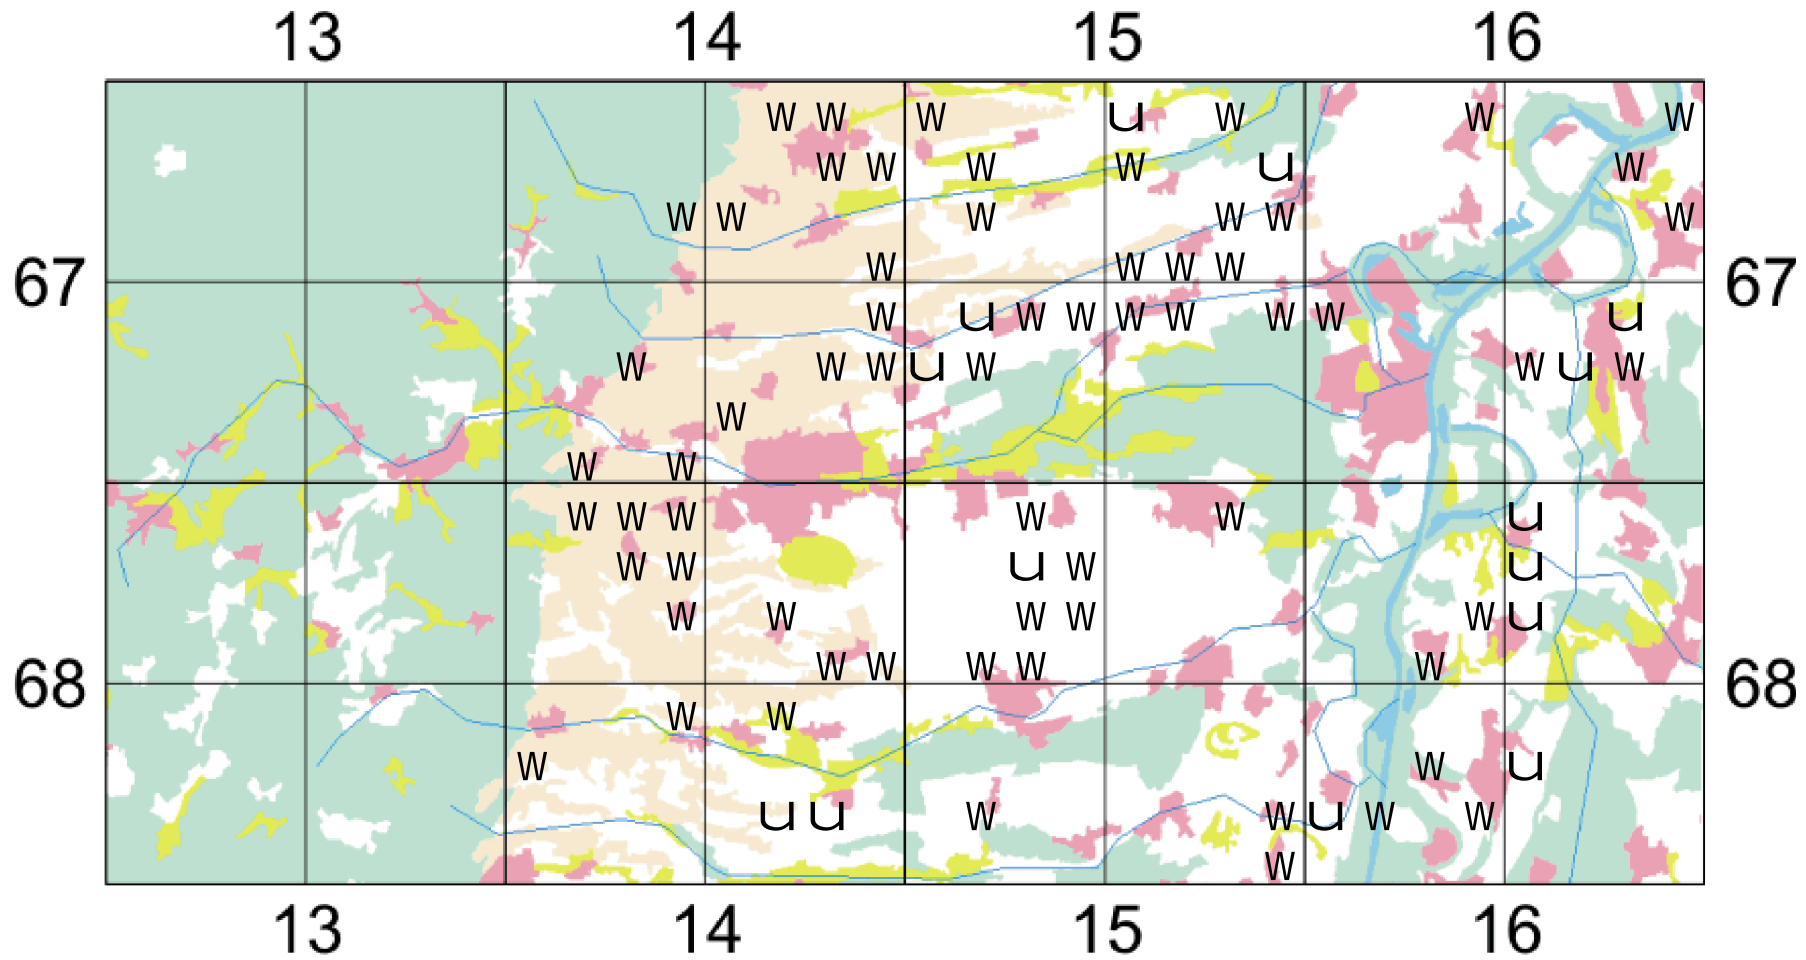 13 14 15 16
W W W u W W W
W W W W u W
W W W W W W
W W W W
67 67
W u W W W W W W u
W W W u W W u W
W
W W
W W W W W u
W W u W u
W W W W W u
W W W W W
68 68
W W
W W u
u u W W u W W
W
13 14 15 16